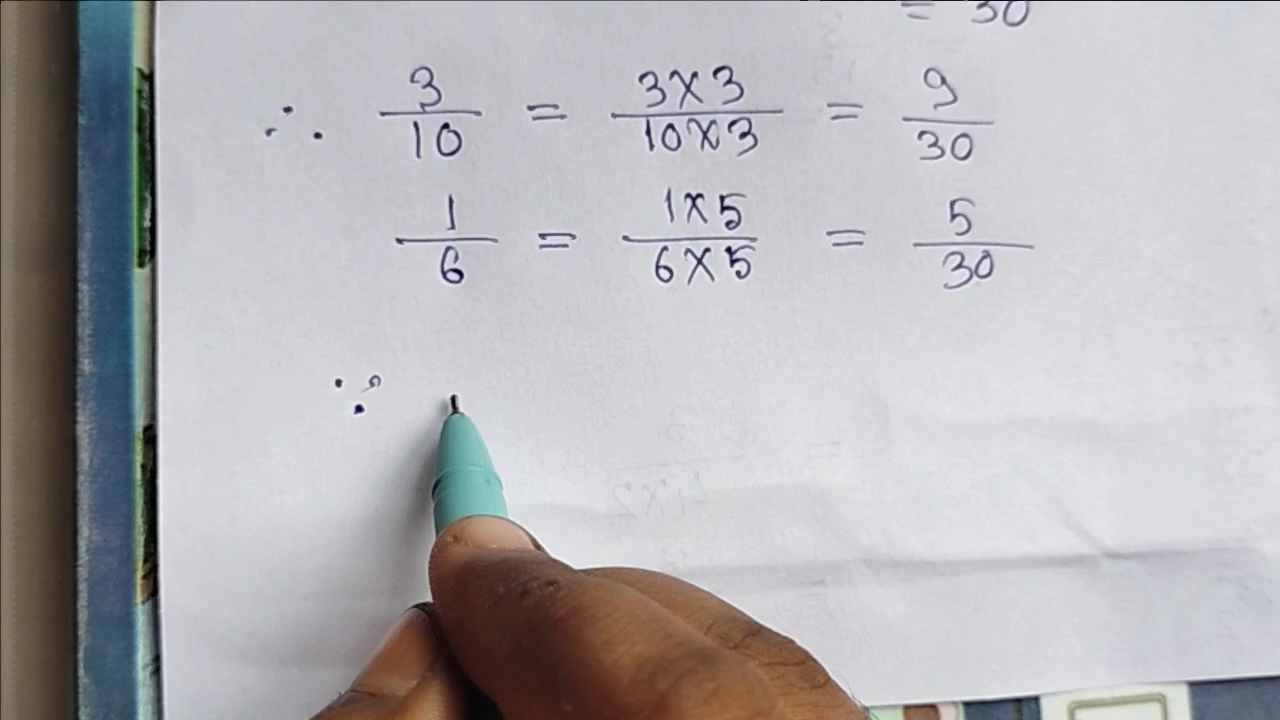 = 30
∴ 3/10 = 3×3/10×3 = 9/30
1/6 = 1×5/6×5 = 5/30
∵